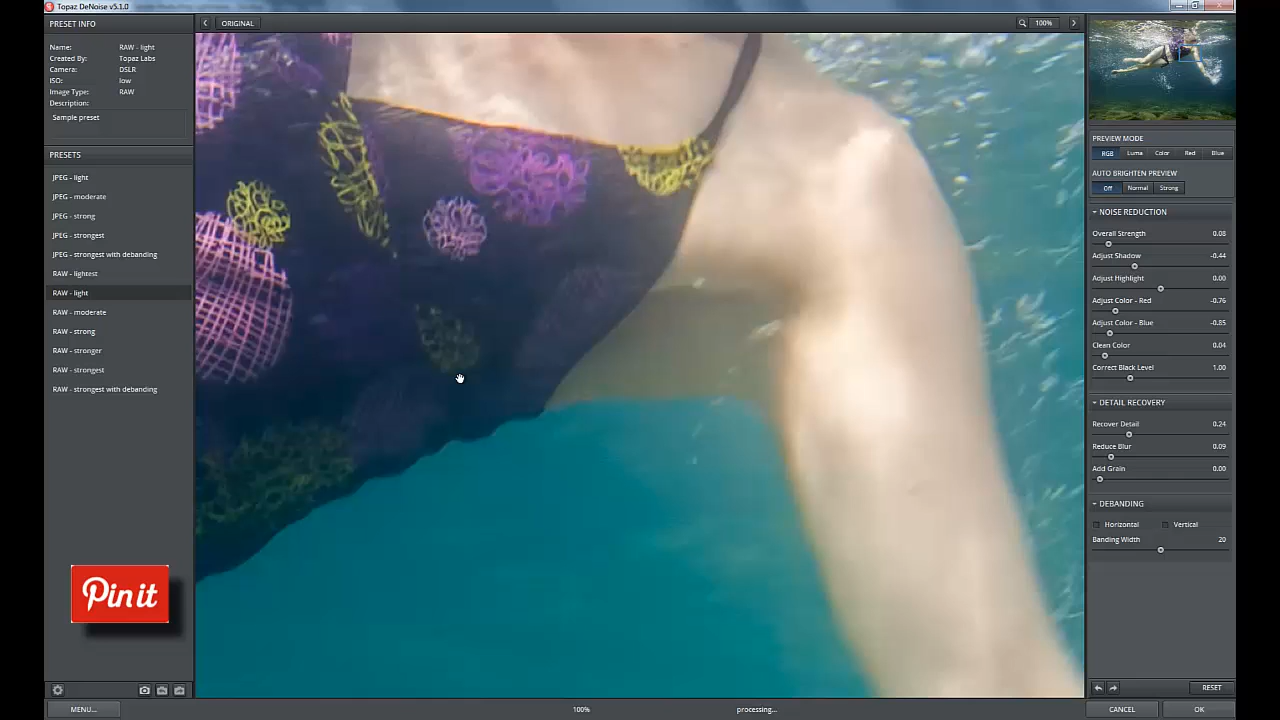 Topaz DeNoise v5.1.0
PRESET INFO
Name: RAW - light
Created By: Topaz Labs
Camera: DSLR
ISO: low
Image Type: RAW
Description:
Sample preset
PRESETS
JPEG - light
JPEG - moderate
JPEG - strong
JPEG - strongest
JPEG - strongest with debanding
RAW - lightest
RAW - light
RAW - moderate
RAW - strong
RAW - stronger
RAW - strongest
RAW - strongest with debanding
Pin it
MENU...
ORIGINAL
100%
100%
processing...
PREVIEW MODE
RGB Luma Color Red Blue
AUTO BRIGHTEN PREVIEW
Off Normal Strong
NOISE REDUCTION
Overall Strength 0.08
Adjust Shadow -0.44
Adjust Highlight 0.00
Adjust Color - Red -0.76
Adjust Color - Blue -0.85
Clean Color 0.04
Correct Black Level 1.00
DETAIL RECOVERY
Recover Detail 0.24
Reduce Blur 0.09
Add Grain 0.00
DEBANDING
Horizontal Vertical
Banding Width 20
RESET
CANCEL OK